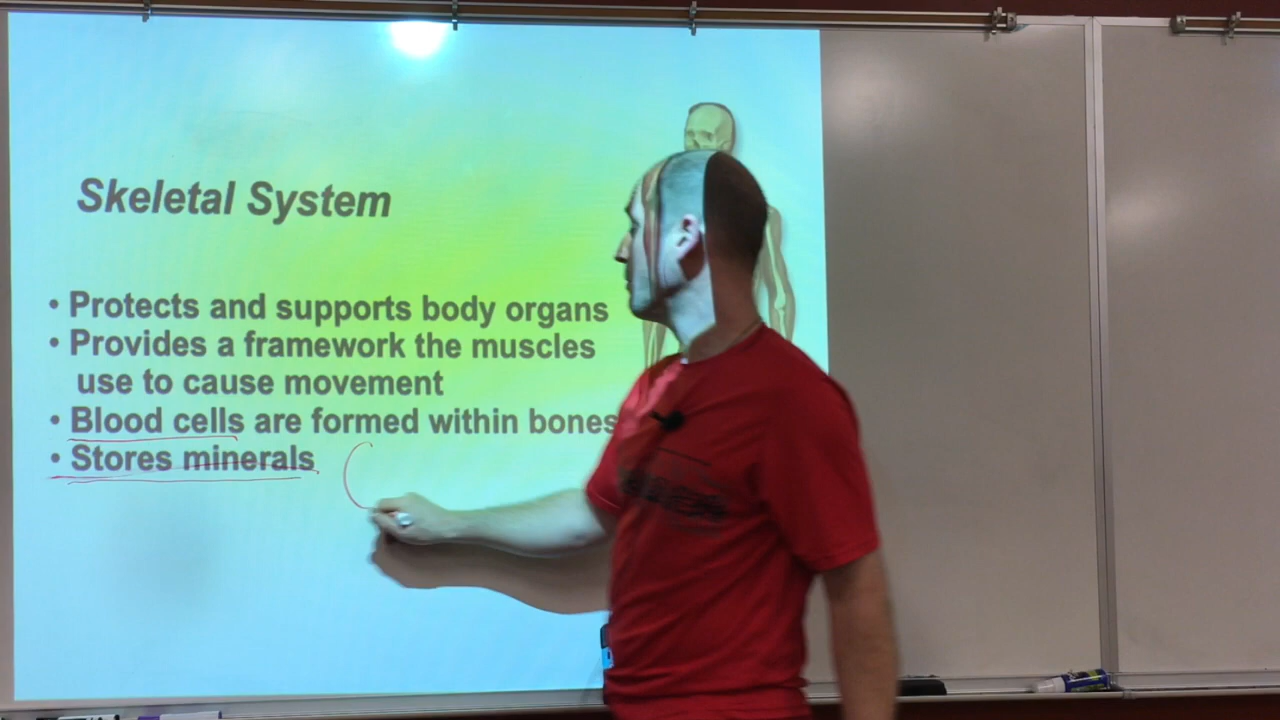 Skeletal System
• Protects and supports body organs
• Provides a framework the muscles
use to cause movement
• Blood cells are formed within bones
• Stores minerals